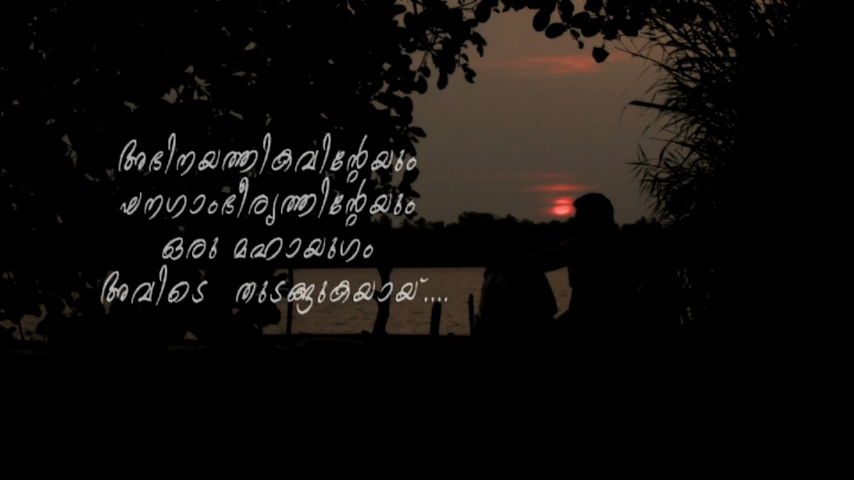 അഭിനയത്തികവിന്റേയും
ഘനഗാംഭീര്യത്തിന്റേയും
ഒരു മഹായുഗം
അവിടെ തുടങ്ങുകയായ്....